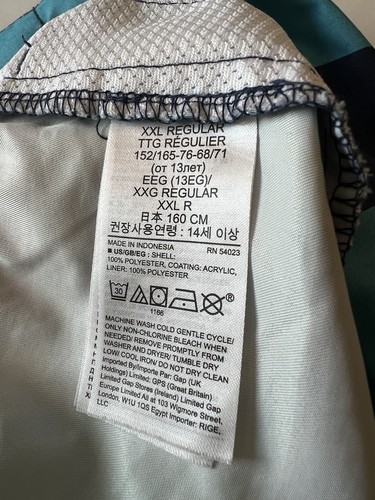 XXL REGULAR
TTG RÉGULIER
152/165-76-68/71
(от 13лет)
EEG (13EG)/
XXG REGULAR
XXL R
日本 160 CM
권장사용연령 : 14세 이상
MADE IN INDONESIA RN 54023
■ US/GB/EG : SHELL:
100% POLYESTER, COATING: ACRYLIC,
LINER: 100% POLYESTER
30
®
1166
MACHINE WASH COLD GENTLE CYCLE/
ONLY NON-CHLORINE BLEACH WHEN
NEEDED/ REMOVE PROMPTLY FROM
WASHER AND DRYER/ TUMBLE DRY
LOW/ COOL IRON/ DO NOT DRY CLEAN
Imported By/Importe Par: Gap (UK
Holdings) Limited; GPS (Great Britain)
Limited Gap Stores (Ireland) Limited Gap
Europe Limited All at 103 Wigmore Street,
London, W1U 1QS Egypt Importer: RIGE,
LLC